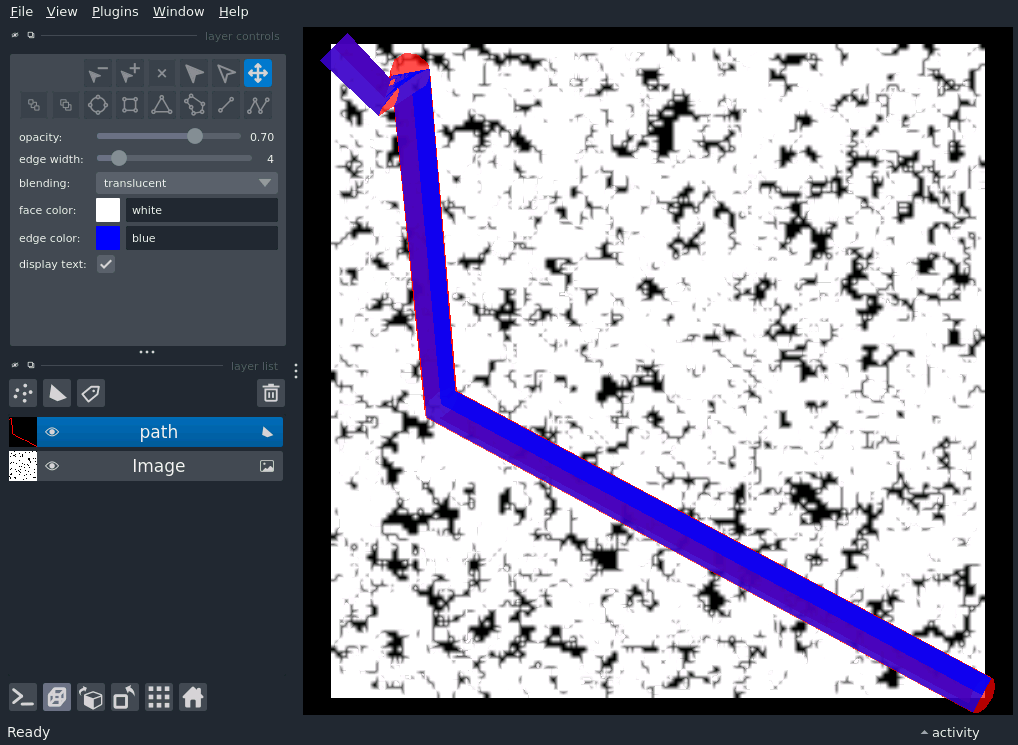 File View Plugins Window Help
layer controls
opacity: 0.70
edge width: 4
blending: translucent
face color: white
edge color: blue
display text:
layer list
path
Image
Ready
activity